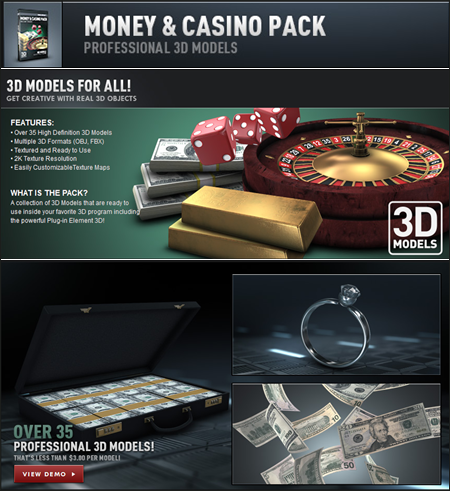 MONEY & CASINO PACK
PROFESSIONAL 3D MODELS
3D MODELS FOR ALL!
GET CREATIVE WITH REAL 3D OBJECTS
FEATURES:
• Over 35 High Definition 3D Models
• Multiple 3D Formats (OBJ, FBX)
• Textured and Ready to Use
• 2K Texture Resolution
• Easily CustomizableTexture Maps
WHAT IS THE PACK?
A collection of 3D Models that are ready to
use inside your favorite 3D program including
the powerful Plug-in Element 3D!
3D
MODELS
OVER 35
PROFESSIONAL 3D MODELS!
THAT'S LESS THAN $3.00 PER MODEL!
VIEW DEMO